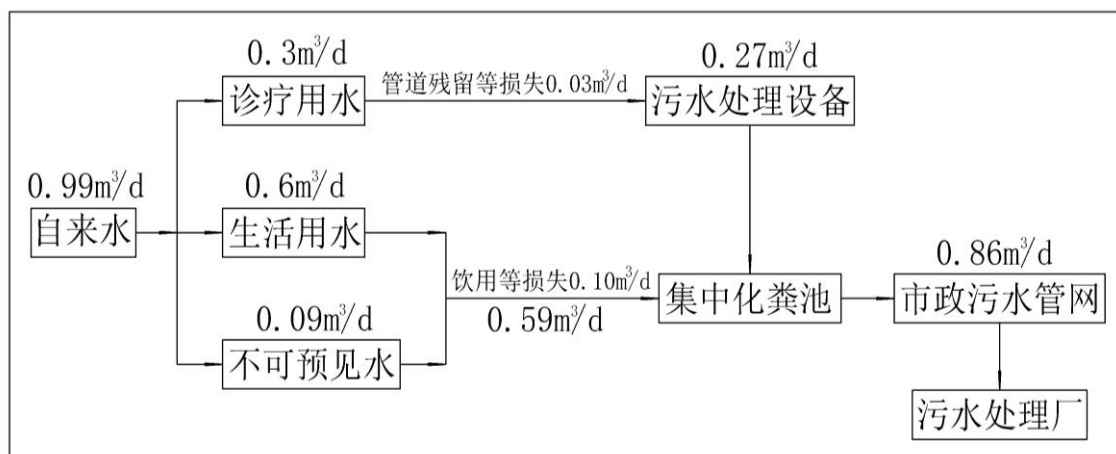 0.3m³/d
诊疗用水
管道残留等损失0.03m³/d
0.27m³/d
污水处理设备
0.99m³/d
自来水
0.6m³/d
生活用水
饮用等损失0.10m³/d
0.59m³/d
集中化粪池
0.86m³/d
市政污水管网
0.09m³/d
不可预见水
污水处理厂